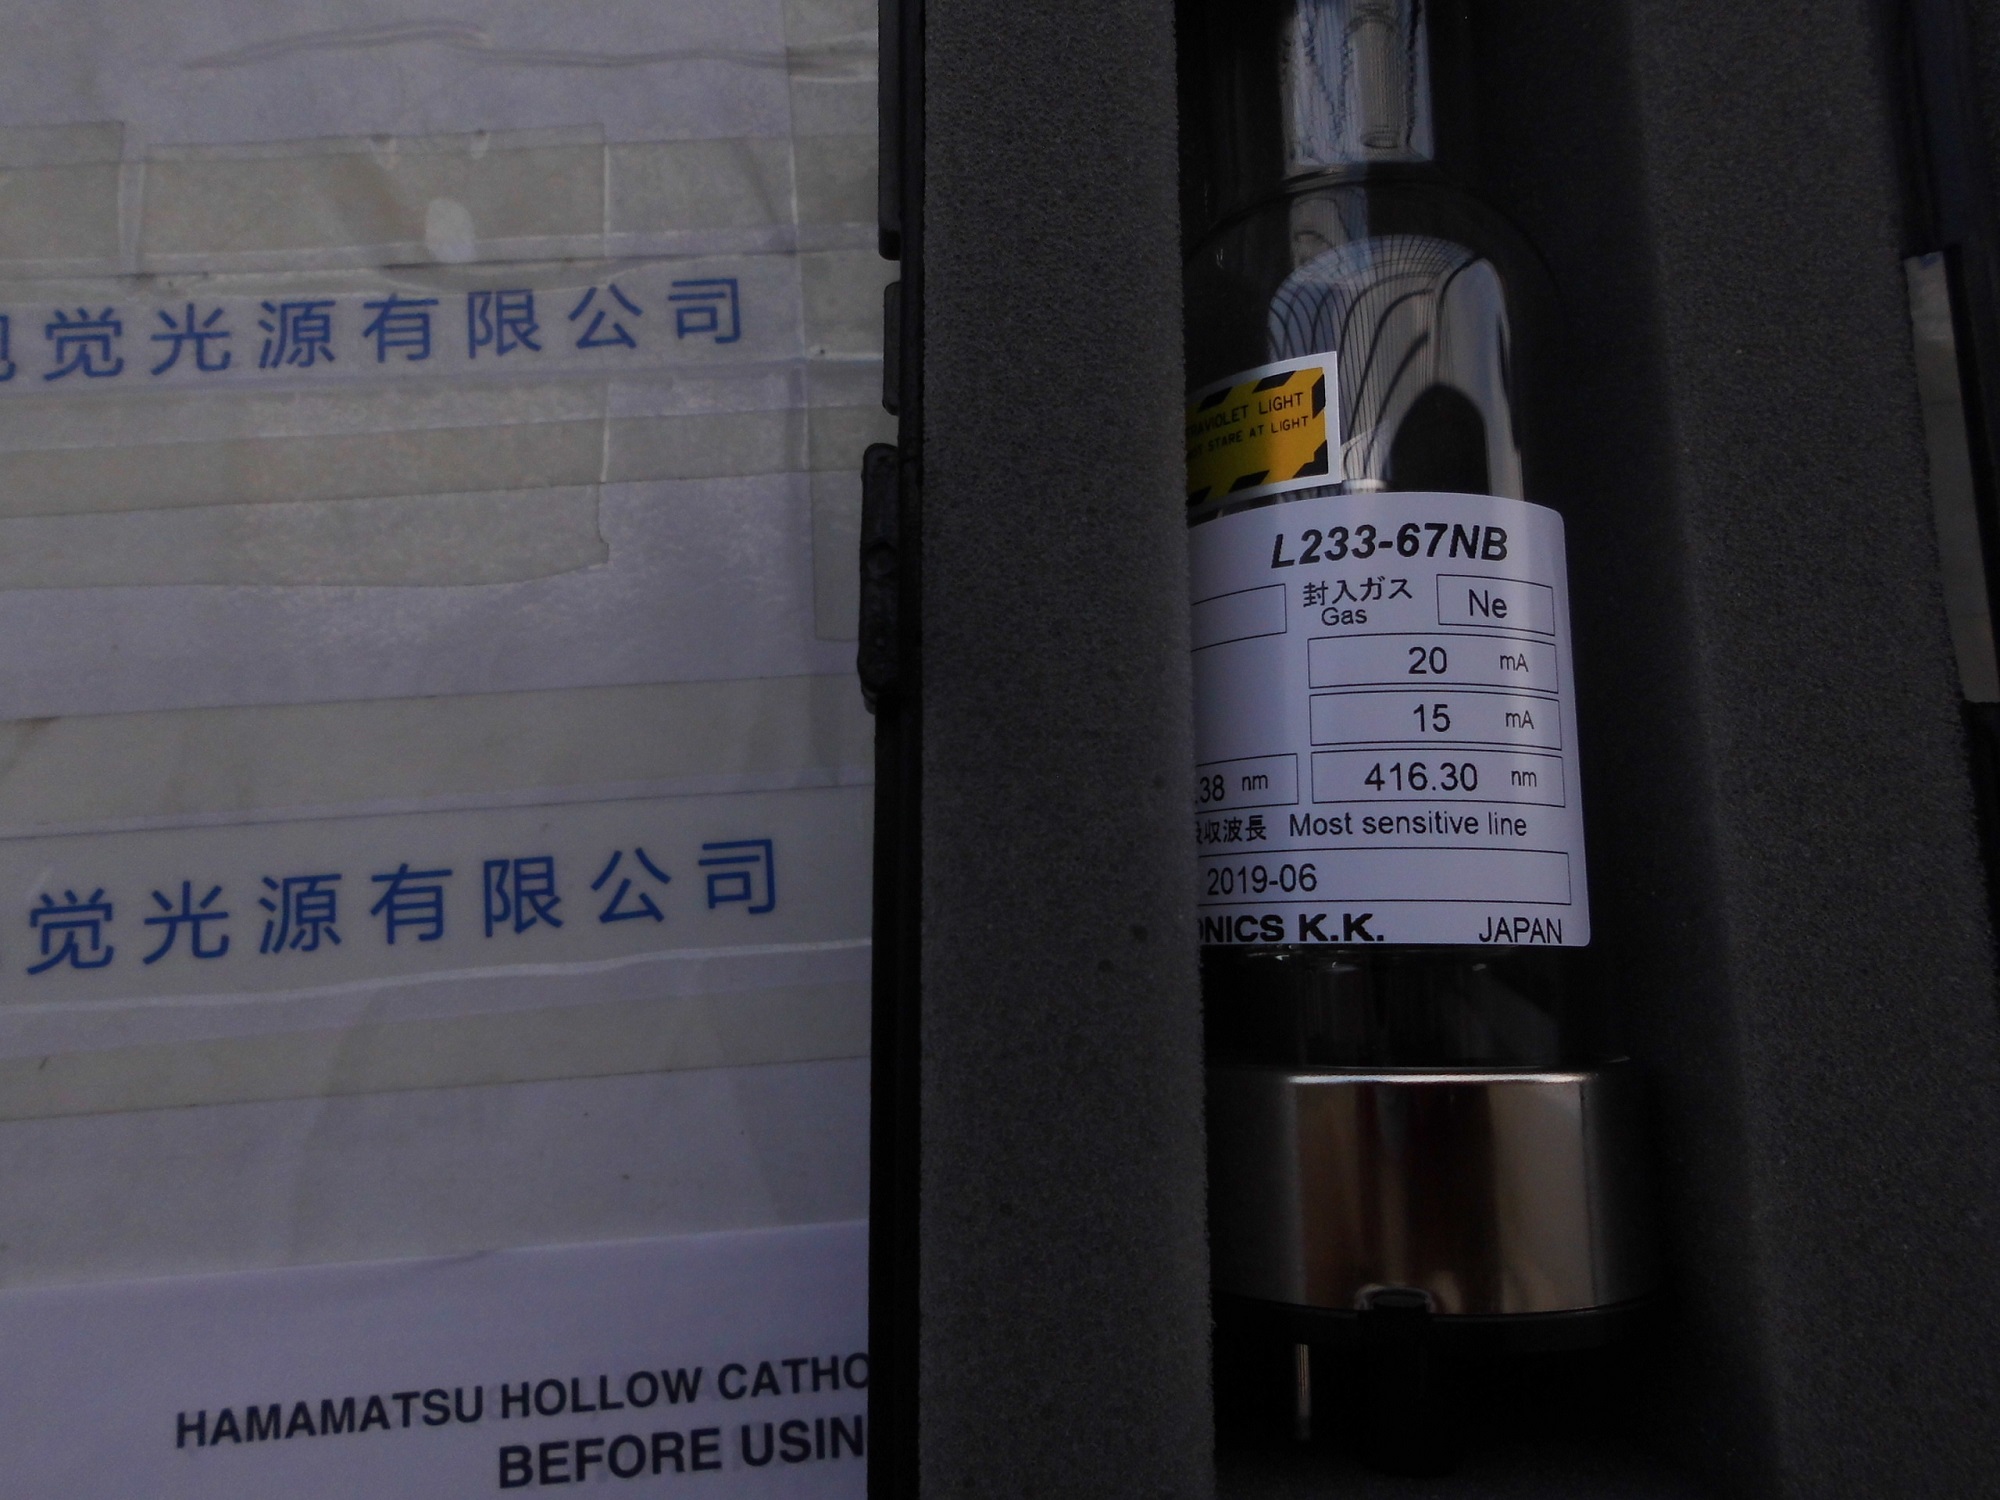 觉光源有限公司
觉光源有限公司
HAMAMATSU HOLLOW CATHO
BEFORE USIN
LIGHT
STARE AT LIGHT
L233-67NB
封入ガス Ne
Gas
20 mA
15 mA
.38 nm 416.30 nm
収波長 Most sensitive line
2019-06
ONICS K.K. JAPAN